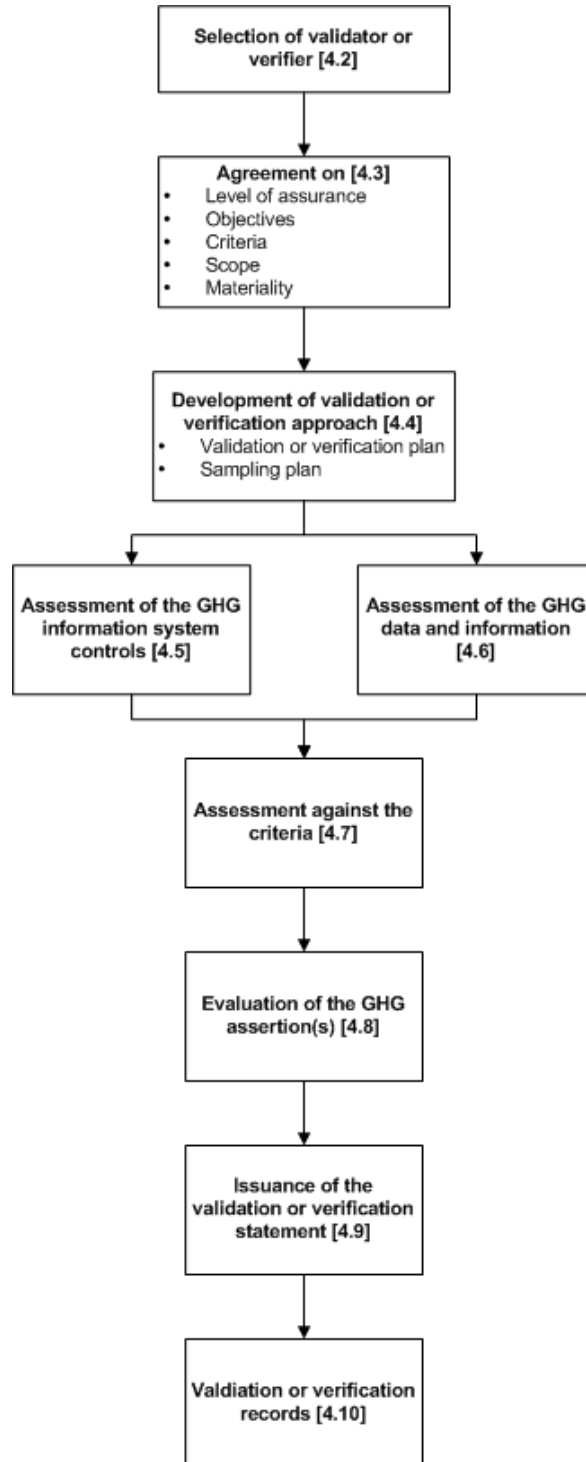 Selection of validator or
verifier [4.2]
Agreement on [4.3]
• Level of assurance
• Objectives
• Criteria
• Scope
• Materiality
Development of validation or
verification approach [4.4]
• Validation or verification plan
• Sampling plan
Assessment of the GHG
information system
controls [4.5]
Assessment of the GHG
data and information
[4.6]
Assessment against the
criteria [4.7]
Evaluation of the GHG
assertion(s) [4.8]
Issuance of the
validation or verification
statement [4.9]
Valdiation or verification
records [4.10]